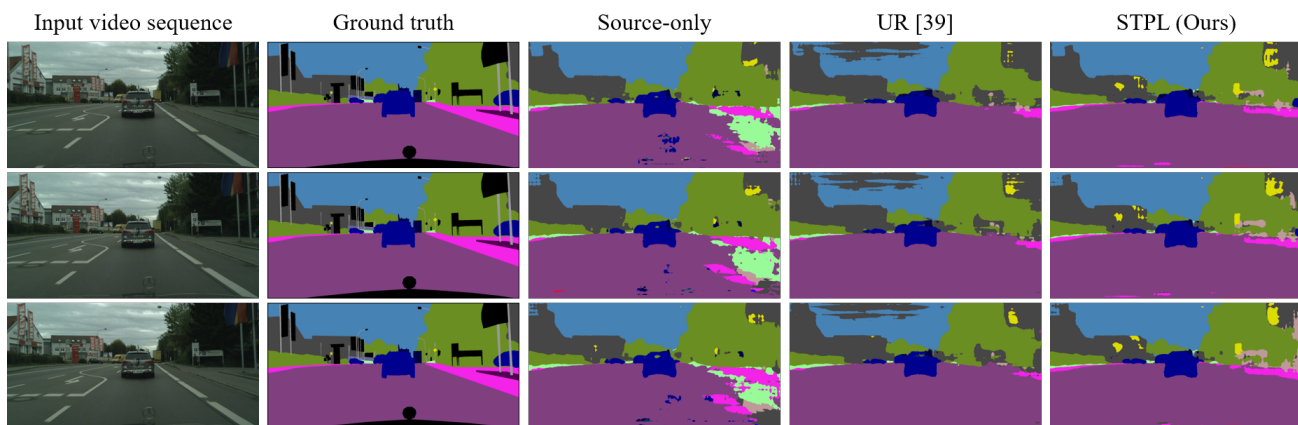 Input video sequence
Ground truth
Source-only
UR [39]
STPL (Ours)